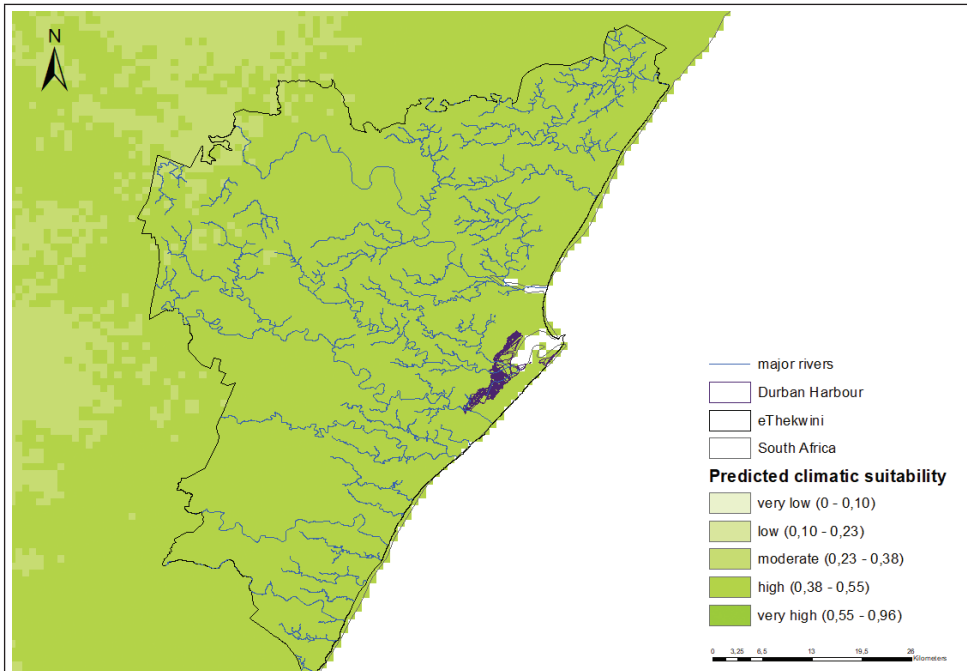 N
major rivers
Durban Harbour
eThekwini
South Africa
Predicted climatic suitability
very low (0 - 0,10)
low (0,10 - 0,23)
moderate (0,23 - 0,38)
high (0,38 - 0,55)
very high (0,55 - 0,96)
0 3,25 6,5 13 19,5 26
Kilometers